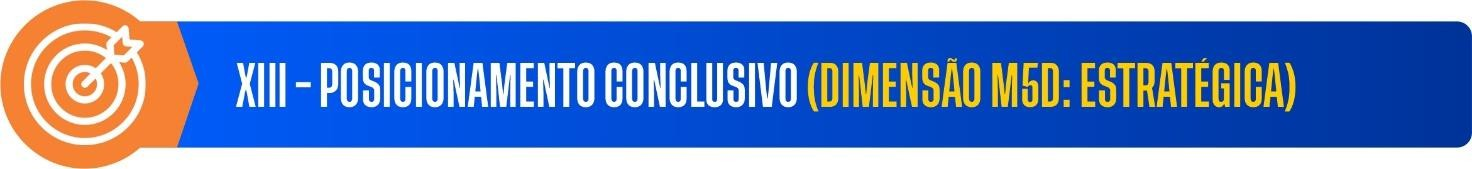 XIII – POSICIONAMENTO CONCLUSIVO (DIMENSÃO M5D: ESTRATÉGICA)